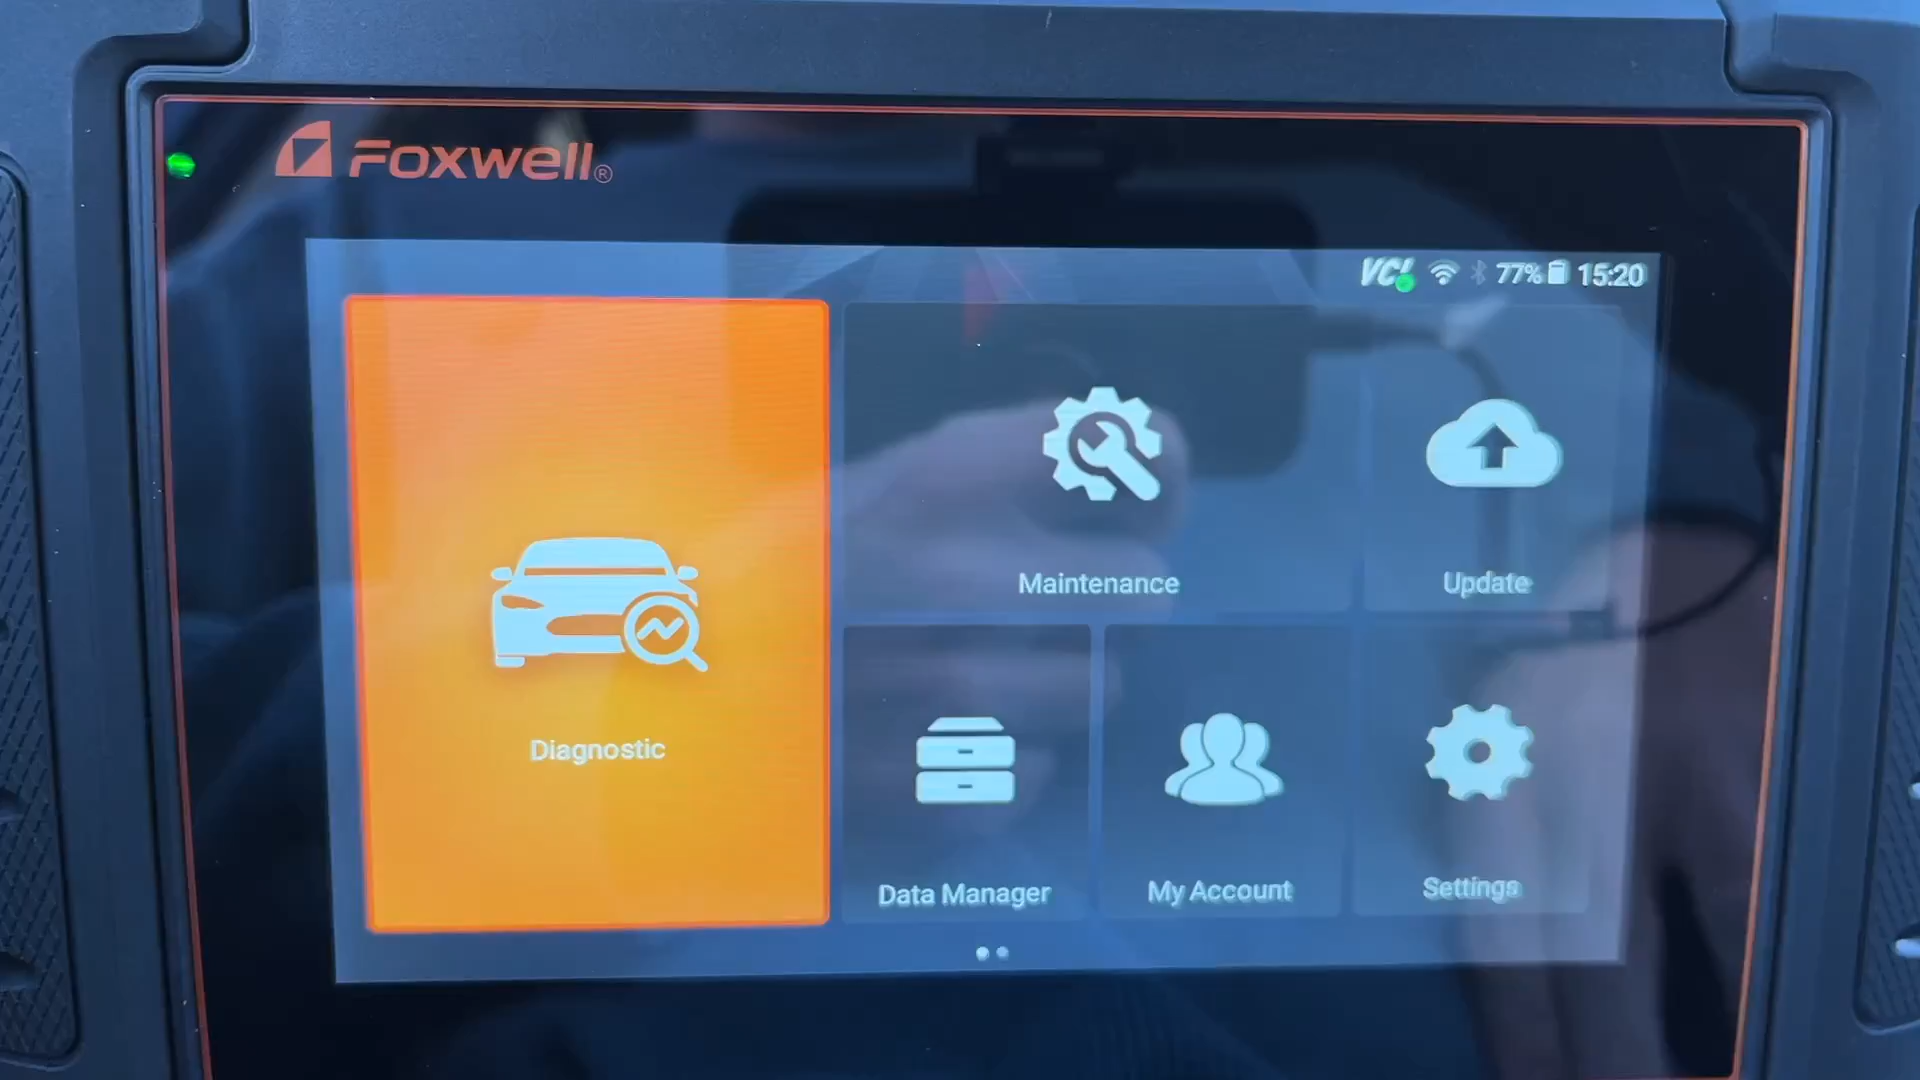 Foxwell®
VCI 77% 15:20
Maintenance
Update
Diagnostic
Data Manager
My Account
Settings